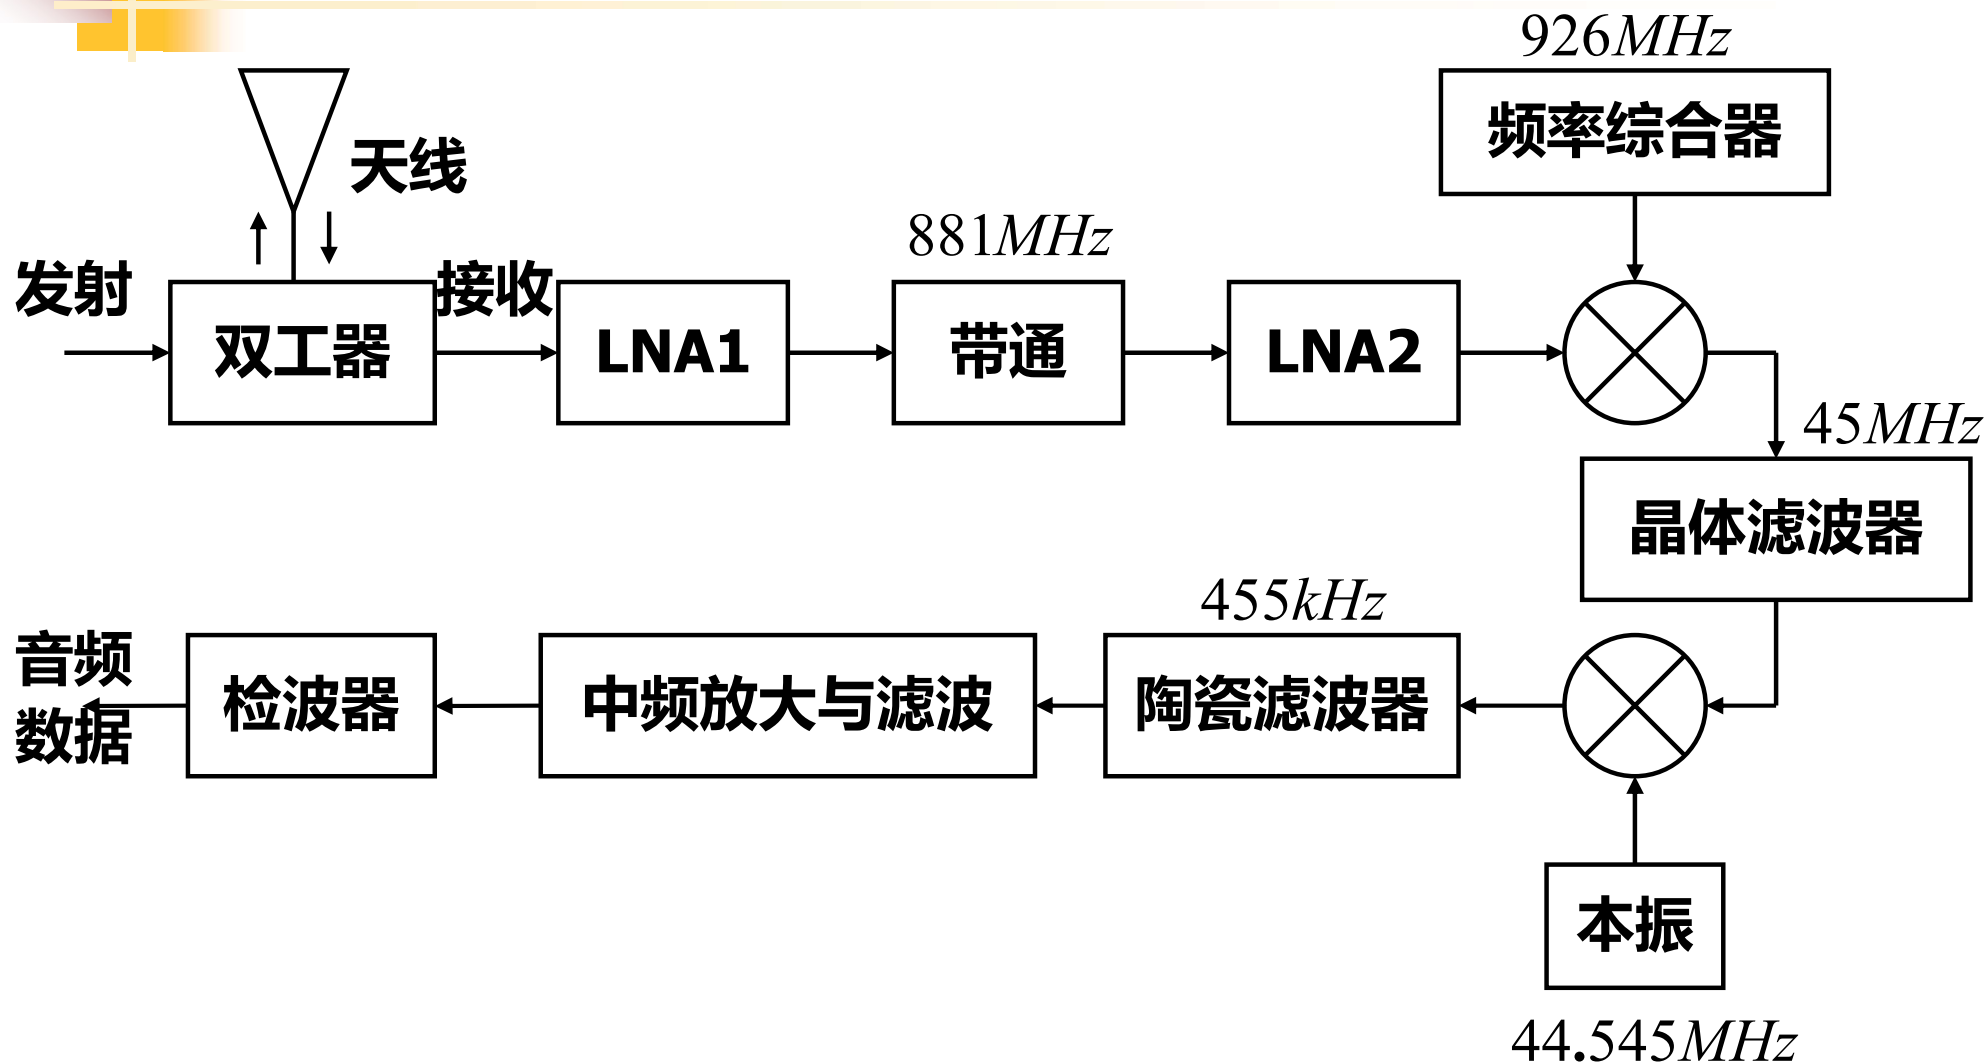 926MHz
频率综合器
天线
881MHz
发射
接收
双工器
LNA1
带通
LNA2
45MHz
晶体滤波器
455kHz
音频
数据
检波器
中频放大与滤波
陶瓷滤波器
本振
44.545MHz